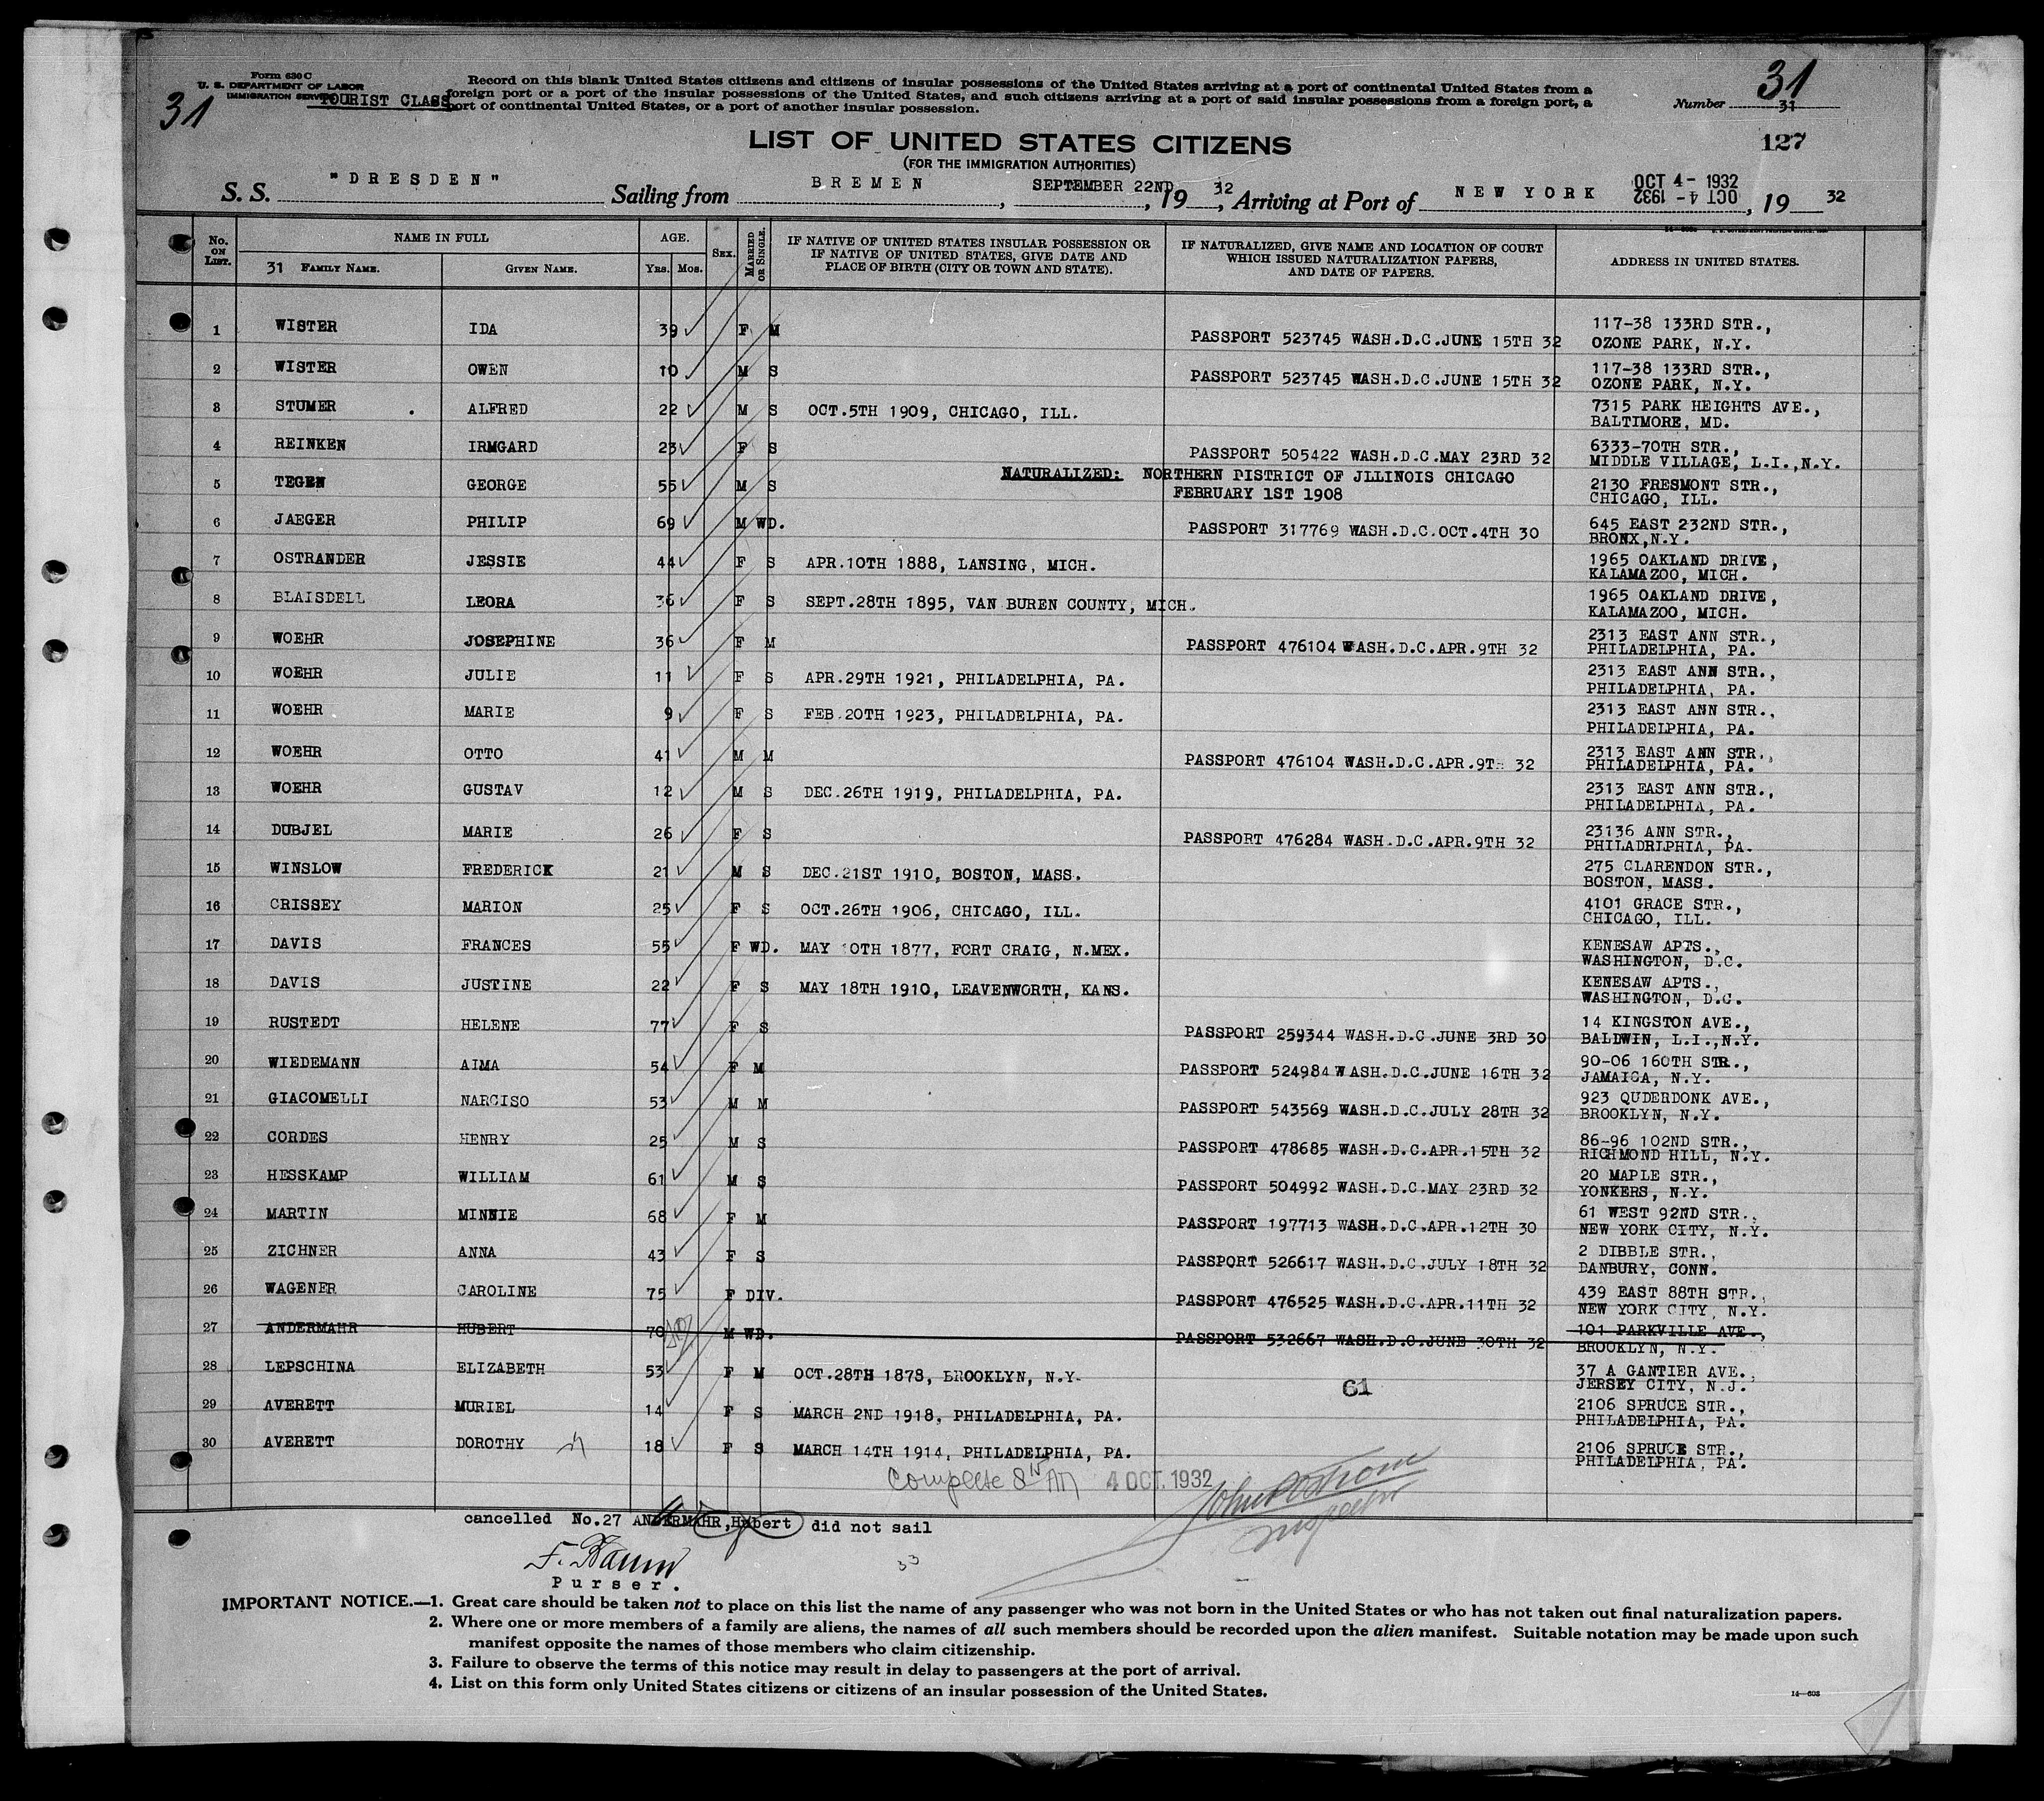 Form 630 C
U. S. DEPARTMENT OF LABOR
IMMIGRATION SERVICE
TOURIST CLASS
31
Record on this blank United States citizens and citizens of insular possessions of the United States arriving at a port of continental United States from a
foreign port or a port of the insular possessions of the United States, and such citizens arriving at a port of said insular possessions from a foreign port, a
port of continental United States, or a port of another insular possession.
31
Number 31
127
LIST OF UNITED STATES CITIZENS
(FOR THE IMMIGRATION AUTHORITIES)
S. S. "DRESDEN" Sailing from BREMEN, SEPTEMBER 22ND, 19 32, Arriving at Port of NEW YORK OCT 4 - 1932 OCT 4 - 1932, 19 32
No. ON LIST. NAME IN FULL AGE. SEX. MARRIED OR SINGLE. IF NATIVE OF UNITED STATES INSULAR POSSESSION OR IF NATIVE OF UNITED STATES, GIVE DATE AND PLACE OF BIRTH (CITY OR TOWN AND STATE). IF NATURALIZED, GIVE NAME AND LOCATION OF COURT WHICH ISSUED NATURALIZATION PAPERS, AND DATE OF PAPERS. ADDRESS IN UNITED STATES.
31 FAMILY NAME. GIVEN NAME. YRS. MOS.
1 WISTER IDA 39 F M PASSPORT 523745 WASH.D.C.JUNE 15TH 32 117-38 133RD STR., OZONE PARK, N.Y.
2 WISTER OWEN 10 M S PASSPORT 523745 WASH.D.C.JUNE 15TH 32 117-38 133RD STR., OZONE PARK, N.Y.
3 STUMER . ALFRED 22 M S OCT.5TH 1909, CHICAGO, ILL. 7315 PARK HEIGHTS AVE., BALTIMORE, MD.
4 REINKEN IRMGARD 23 F S PASSPORT 505422 WASH.D.C.MAY 23RD 32 6333-70TH STR., MIDDLE VILLAGE, L.I.,N.Y.
5 TEGEN GEORGE 55 M S NATURALIZED: NORTHERN DISTRICT OF JLLINOIS CHICAGO FEBRUARY 1ST 1908 2130 FRESMONT STR., CHICAGO, ILL.
6 JAEGER PHILIP 69 M WD. PASSPORT 317769 WASH.D.C.OCT.4TH 30 645 EAST 232ND STR., BRONX,N.Y.
7 OSTRANDER JESSIE 44 F S APR.10TH 1888, LANSING, MICH. 1965 OAKLAND DRIVE, KALAMAZOO, MICH.
8 BLAISDELL LEORA 36 F S SEPT.28TH 1895, VAN BUREN COUNTY, MICH. 1965 OAKLAND DRIVE, KALAMAZOO, MICH.
9 WOEHR JOSEPHINE 36 F M PASSPORT 476104 WASH.D.C.APR.9TH 32 2313 EAST ANN STR., PHILADELPHIA, PA.
10 WOEHR JULIE 11 F S APR.29TH 1921, PHILADELPHIA, PA. 2313 EAST ANN STR., PHILADELPHIA, PA.
11 WOEHR MARIE 9 F S FEB.20TH 1923, PHILADELPHIA, PA. 2313 EAST ANN STR., PHILADELPHIA, PA.
12 WOEHR OTTO 41 M M PASSPORT 476104 WASH.D.C.APR.9TH 32 2313 EAST ANN STR., PHILADELPHIA, PA.
13 WOEHR GUSTAV 12 M S DEC.26TH 1919, PHILADELPHIA, PA. 2313 EAST ANN STR., PHILADELPHIA, PA.
14 DUBJEL MARIE 26 F S PASSPORT 476284 WASH.D.C.APR.9TH 32 23136 ANN STR., PHILADRLPHIA, PA.
15 WINSLOW FREDERICK 21 M S DEC.21ST 1910, BOSTON, MASS. 275 CLARENDON STR., BOSTON, MASS.
16 CRISSEY MARION 25 F S OCT.26TH 1906, CHICAGO, ILL. 4101 GRACE STR., CHICAGO, ILL.
17 DAVIS FRANCES 55 F WD. MAY 10TH 1877, FORT CRAIG, N.MEX. KENESAW APTS., WASHINGTON, D.C.
18 DAVIS JUSTINE 22 F S MAY 18TH 1910, LEAVENWORTH, KANS. KENESAW APTS., WASHINGTON, D.C.
19 RUSTEDT HELENE 77 F S PASSPORT 259344 WASH.D.C.JUNE 3RD 30 14 KINGSTON AVE., BALDWIN, L.I.,N.Y.
20 WIEDEMANN AIMA 54 F M PASSPORT 524984 WASH.D.C.JUNE 16TH 32 90-06 160TH STR., JAMAICA, N.Y.
21 GIACOMELLI NARCISO 53 M M PASSPORT 543569 WASH.D.C.JULY 28TH 32 923 QUDERDONK AVE., BROOKLYN, N.Y.
22 CORDES HENRY 25 M S PASSPORT 478685 WASH.D.C.APR.15TH 32 86-96 102ND STR., RICHMOND HILL, N.Y.
23 HESSKAMP WILLIAM 61 M S PASSPORT 504992 WASH.D.C.MAY 23RD 32 20 MAPLE STR., YONKERS, N.Y.
24 MARTIN MINNIE 68 F M PASSPORT 197713 WASH.D.C.APR.12TH 30 61 WEST 92ND STR., NEW YORK CITY, N.Y.
25 ZICHNER ANNA 43 F S PASSPORT 526617 WASH.D.C.JULY 18TH 32 2 DIBBLE STR., DANBURY, CONN.
26 WAGENER CAROLINE 75 F DIV. PASSPORT 476525 WASH.D.C.APR.11TH 32 439 EAST 88TH STR., NEW YORK CITY, N.Y.
27 ANDERMAHR HUBERT 70 M WD. PASSPORT 532667 WASH.D.C.JUNE 30TH 32 101 PARKVILLE AVE., BROOKLYN, N.Y.
28 LEPSCHINA ELIZABETH 53 F M OCT.28TH 1878, BROOKLYN, N.Y. 37 A GANTIER AVE., JERSEY CITY, N.J.
61
29 AVERETT MURIEL 14 F S MARCH 2ND 1918, PHILADELPHIA, PA. 2106 SPRUCE STR., PHILADELPHIA, PA.
30 AVERETT DOROTHY 18 F S MARCH 14TH 1914, PHILADELPHIA, PA. 2106 SPRUCE STR., PHILADELPHIA, PA.
Complete 8 AM 4 OCT. 1932
Inspector
cancelled No.27 ANDERMAHR,Hubert did not sail
F. Baum
Purser.
33
IMPORTANT NOTICE.—1. Great care should be taken not to place on this list the name of any passenger who was not born in the United States or who has not taken out final naturalization papers.
2. Where one or more members of a family are aliens, the names of all such members should be recorded upon the alien manifest. Suitable notation may be made upon such
manifest opposite the names of those members who claim citizenship.
3. Failure to observe the terms of this notice may result in delay to passengers at the port of arrival.
4. List on this form only United States citizens or citizens of an insular possession of the United States.